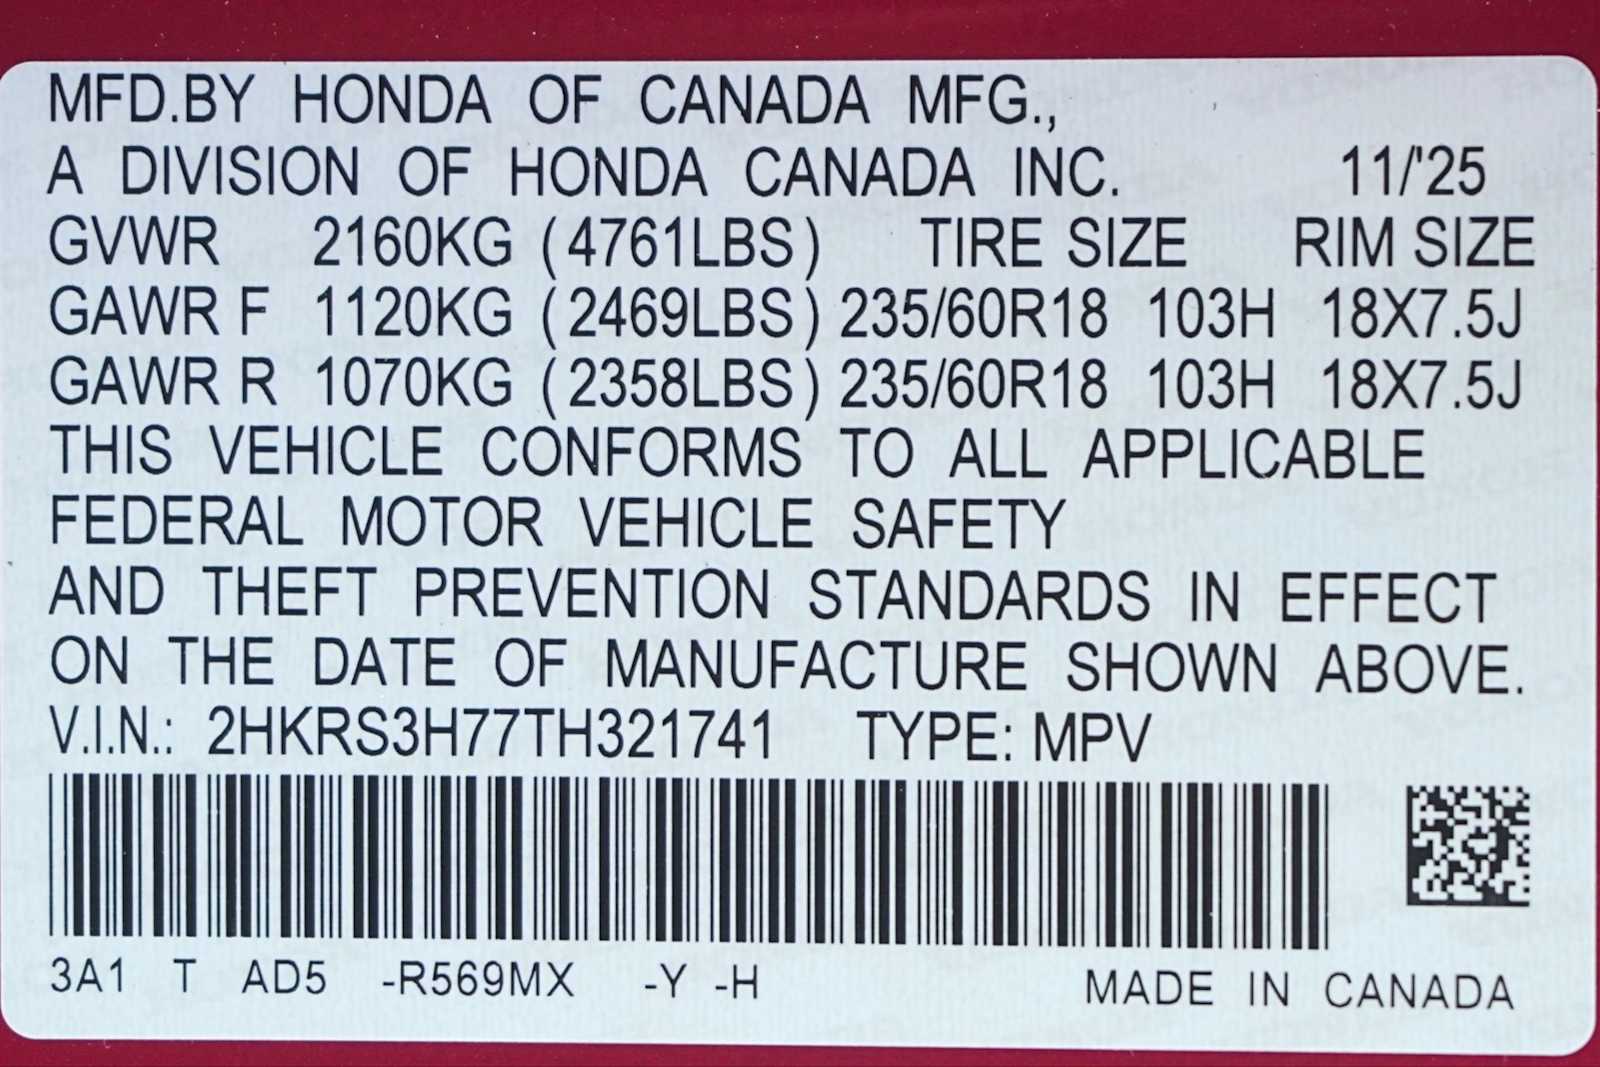 MFD.BY HONDA OF CANADA MFG.,
A DIVISION OF HONDA CANADA INC. 11/'25
GVWR 2160KG (4761LBS) TIRE SIZE RIM SIZE
GAWR F 1120KG (2469LBS) 235/60R18 103H 18X7.5J
GAWR R 1070KG (2358LBS) 235/60R18 103H 18X7.5J
THIS VEHICLE CONFORMS TO ALL APPLICABLE
FEDERAL MOTOR VEHICLE SAFETY
AND THEFT PREVENTION STANDARDS IN EFFECT
ON THE DATE OF MANUFACTURE SHOWN ABOVE.
V.I.N.: 2HKRS3H77TH321741 TYPE: MPV
3A1 T AD5 -R569MX -Y -H MADE IN CANADA